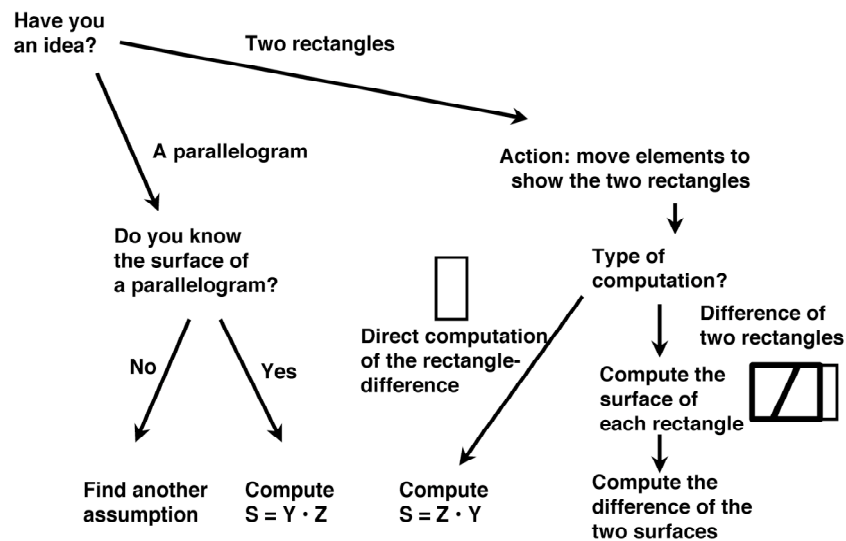 Have you
an idea?
Two rectangles
A parallelogram
Action: move elements to
show the two rectangles
Do you know
the surface of
a parallelogram?
Type of
computation?
Difference of
two rectangles
Direct computation
of the rectangle-
difference
No
Yes
Compute the
surface of
each rectangle
Find another
assumption
Compute
S = Y · Z
Compute
S = Z · Y
Compute the
difference of the
two surfaces